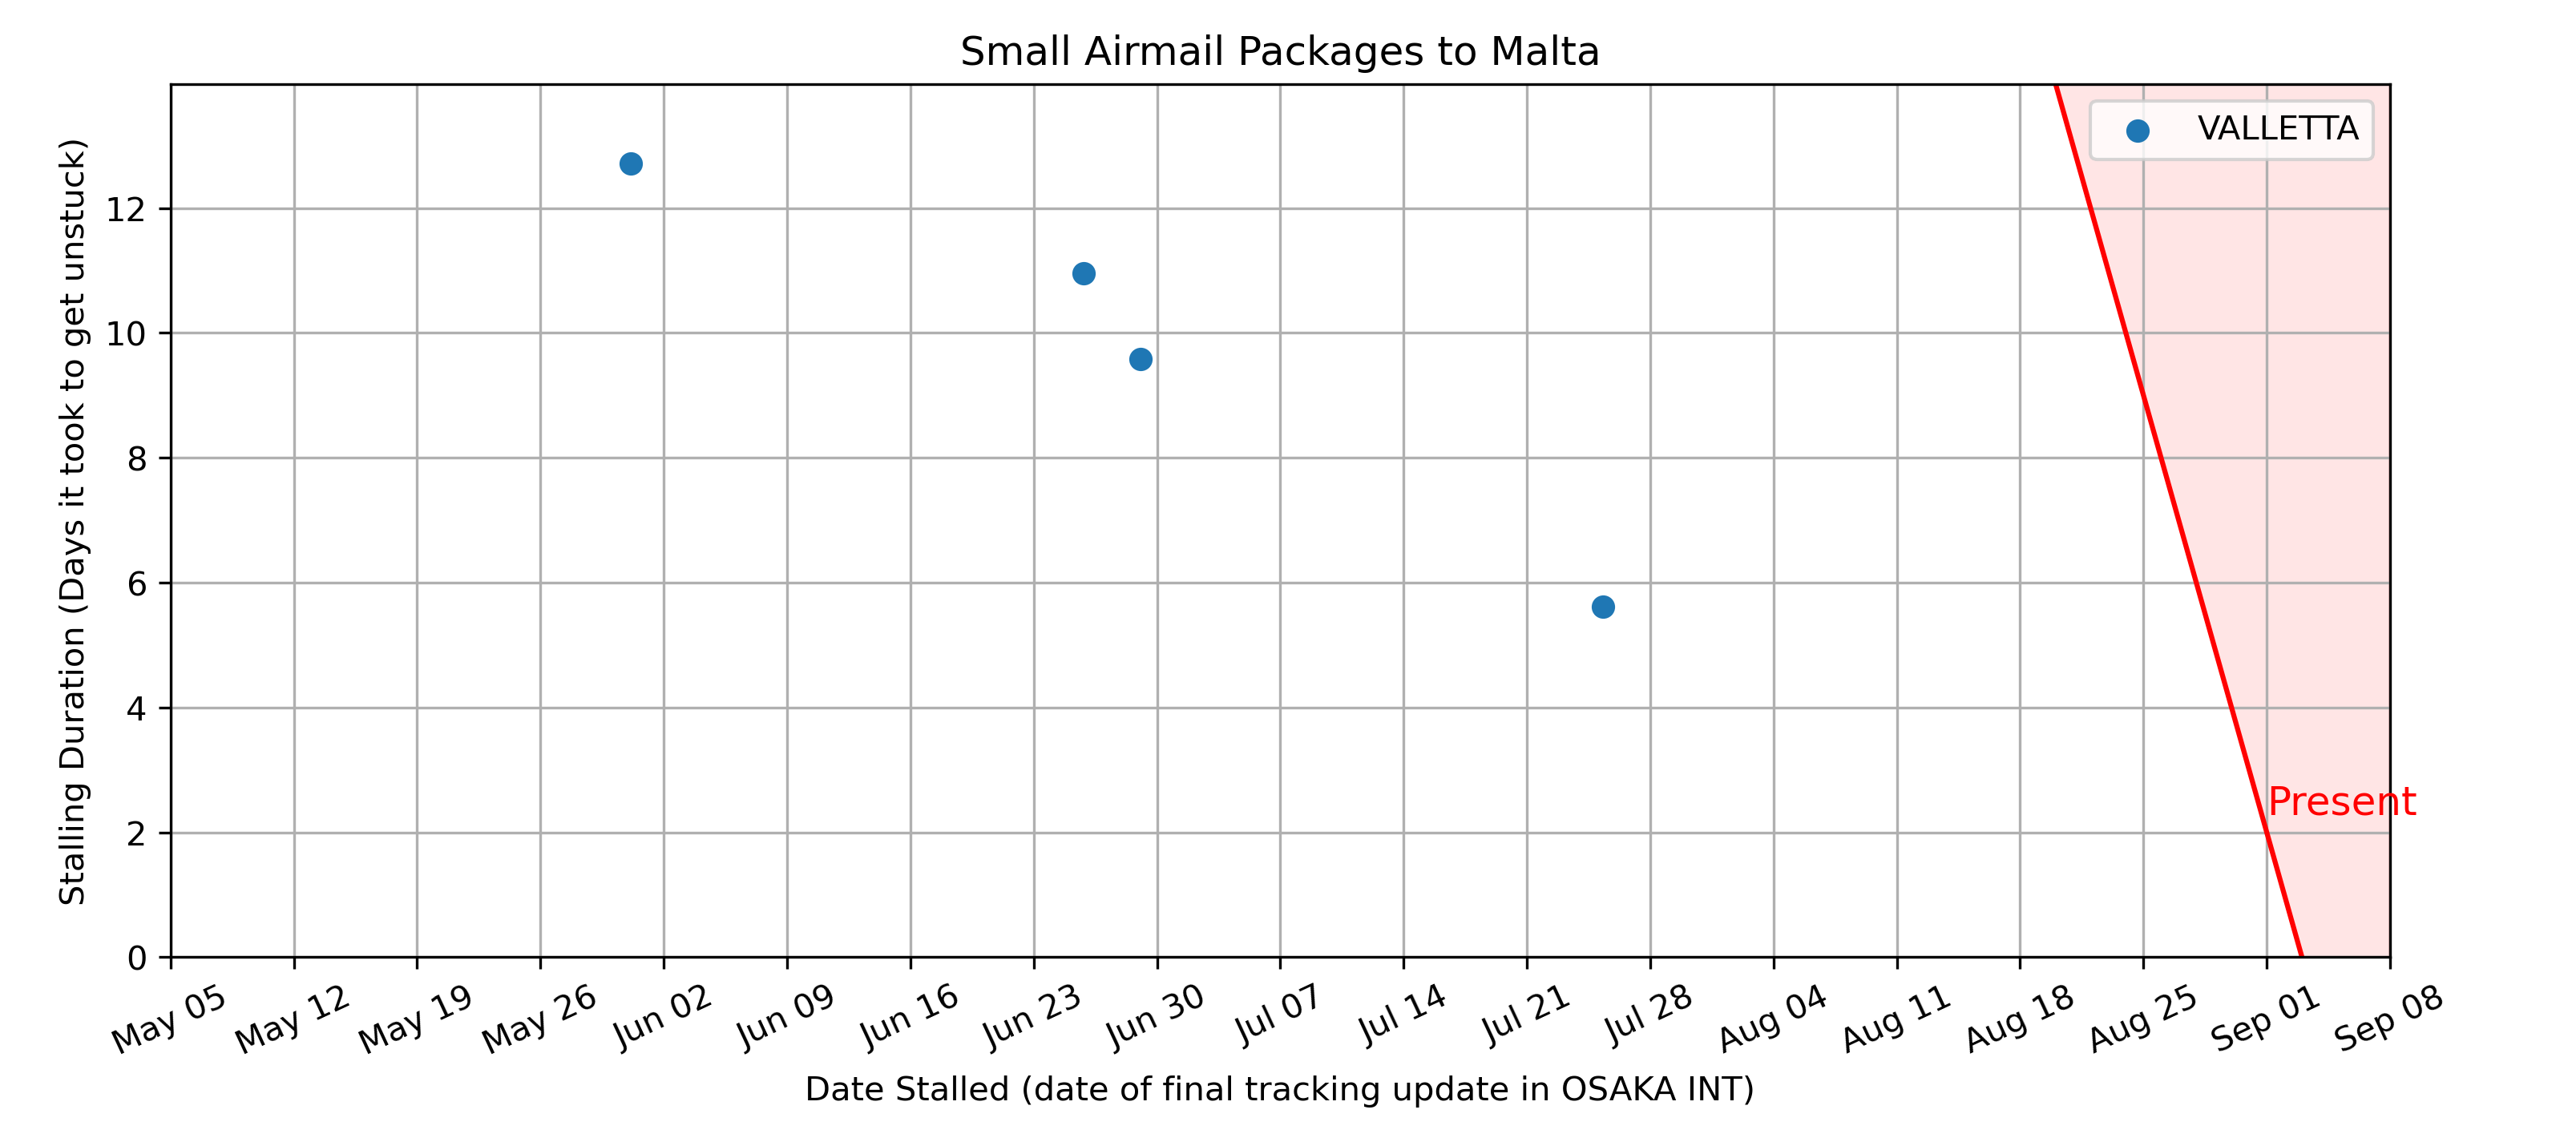 Small Airmail Packages to Malta
VALLETTA
Stalling Duration (Days it took to get unstuck)
12
10
8
6
4
2
0
Present
May 05
May 12
May 19
May 26
Jun 02
Jun 09
Jun 16
Jun 23
Jun 30
Jul 07
Jul 14
Jul 21
Jul 28
Aug 04
Aug 11
Aug 18
Aug 25
Sep 01
Sep 08
Date Stalled (date of final tracking update in OSAKA INT)